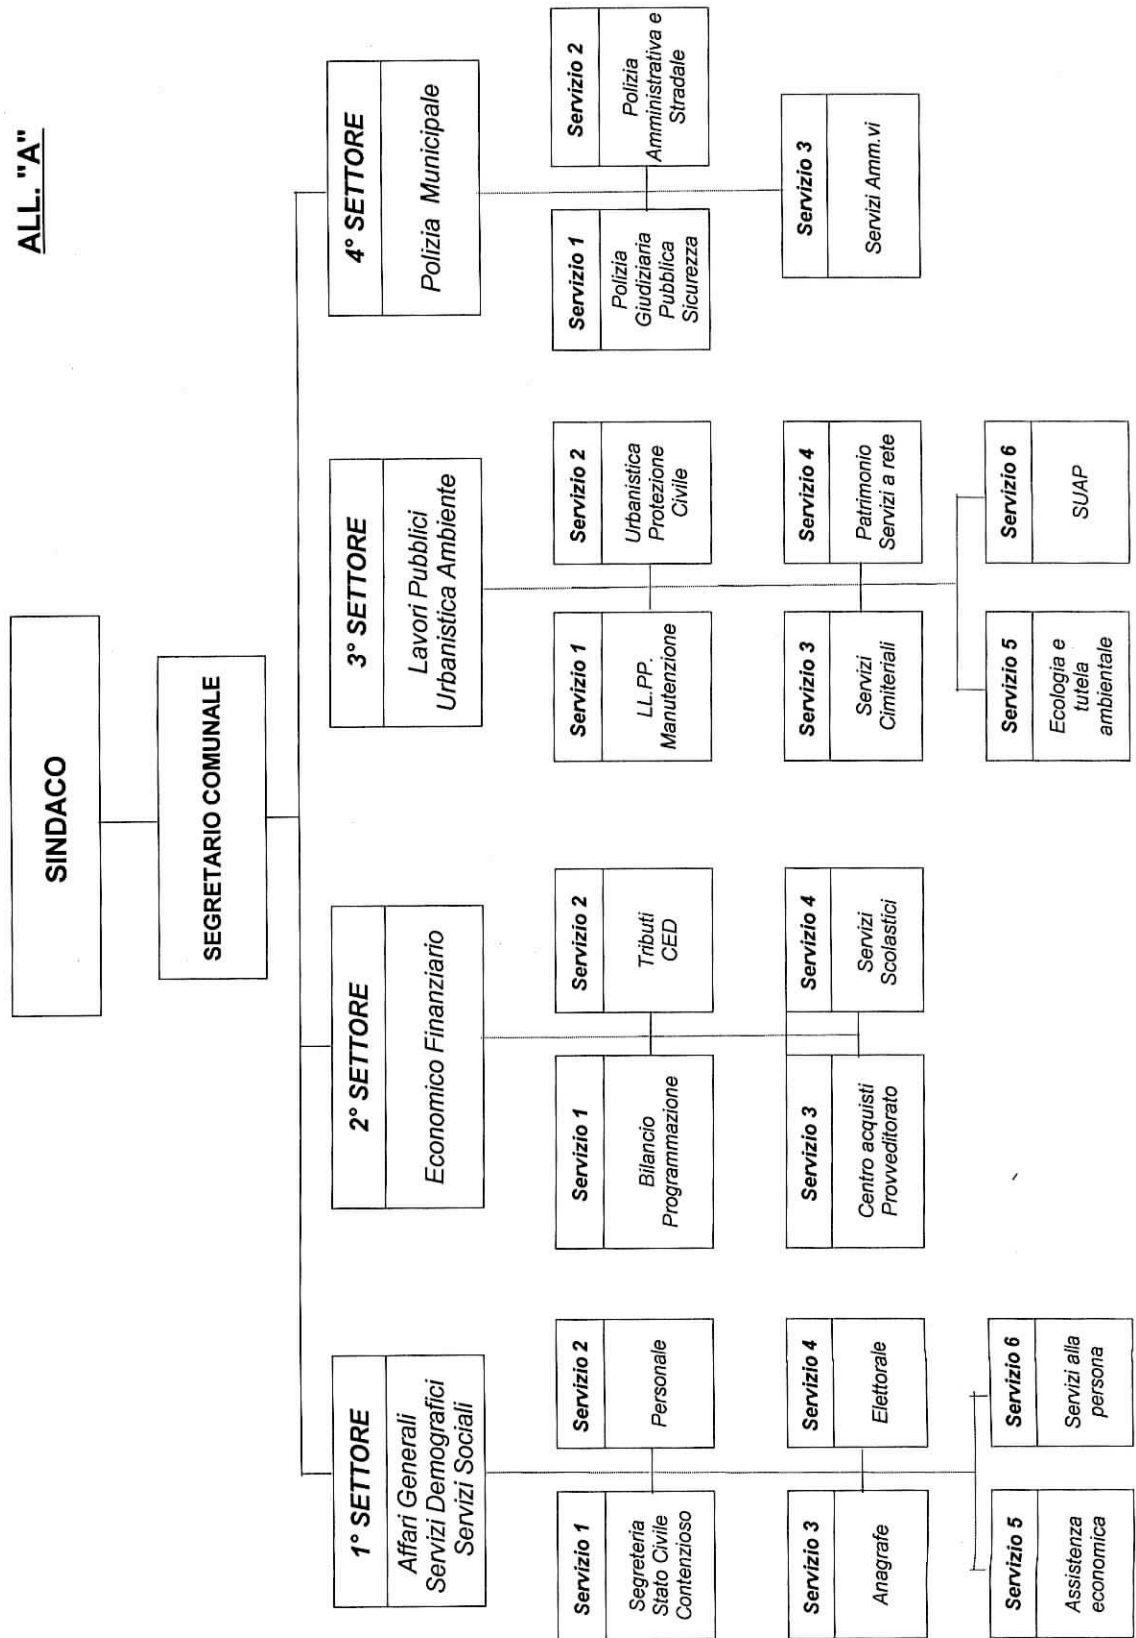 ALL. "A"
SINDACO
SEGRETARIO COMUNALE
1° SETTORE
Affari Generali
Servizi Demografici
Servizi Sociali
Servizio 1
Segreteria
Stato Civile
Contenzioso
Servizio 2
Personale
Servizio 3
Anagrafe
Servizio 4
Elettorale
Servizio 5
Assistenza
economica
Servizio 6
Servizi alla
persona
2° SETTORE
Economico Finanziario
Servizio 1
Bilancio
Programmazione
Servizio 2
Tributi
CED
Servizio 3
Centro acquisti
Provveditorato
Servizio 4
Servizi
Scolastici
3° SETTORE
Lavori Pubblici
Urbanistica Ambiente
Servizio 1
LL.PP.
Manutenzione
Servizio 2
Urbanistica
Protezione
Civile
Servizio 3
Servizi
Cimiteriali
Servizio 4
Patrimonio
Servizi a rete
Servizio 5
Ecologia e
tutela
ambientale
Servizio 6
SUAP
4° SETTORE
Polizia Municipale
Servizio 1
Polizia
Giudiziaria
Pubblica
Sicurezza
Servizio 2
Polizia
Amministrativa e
Stradale
Servizio 3
Servizi Amm.vi